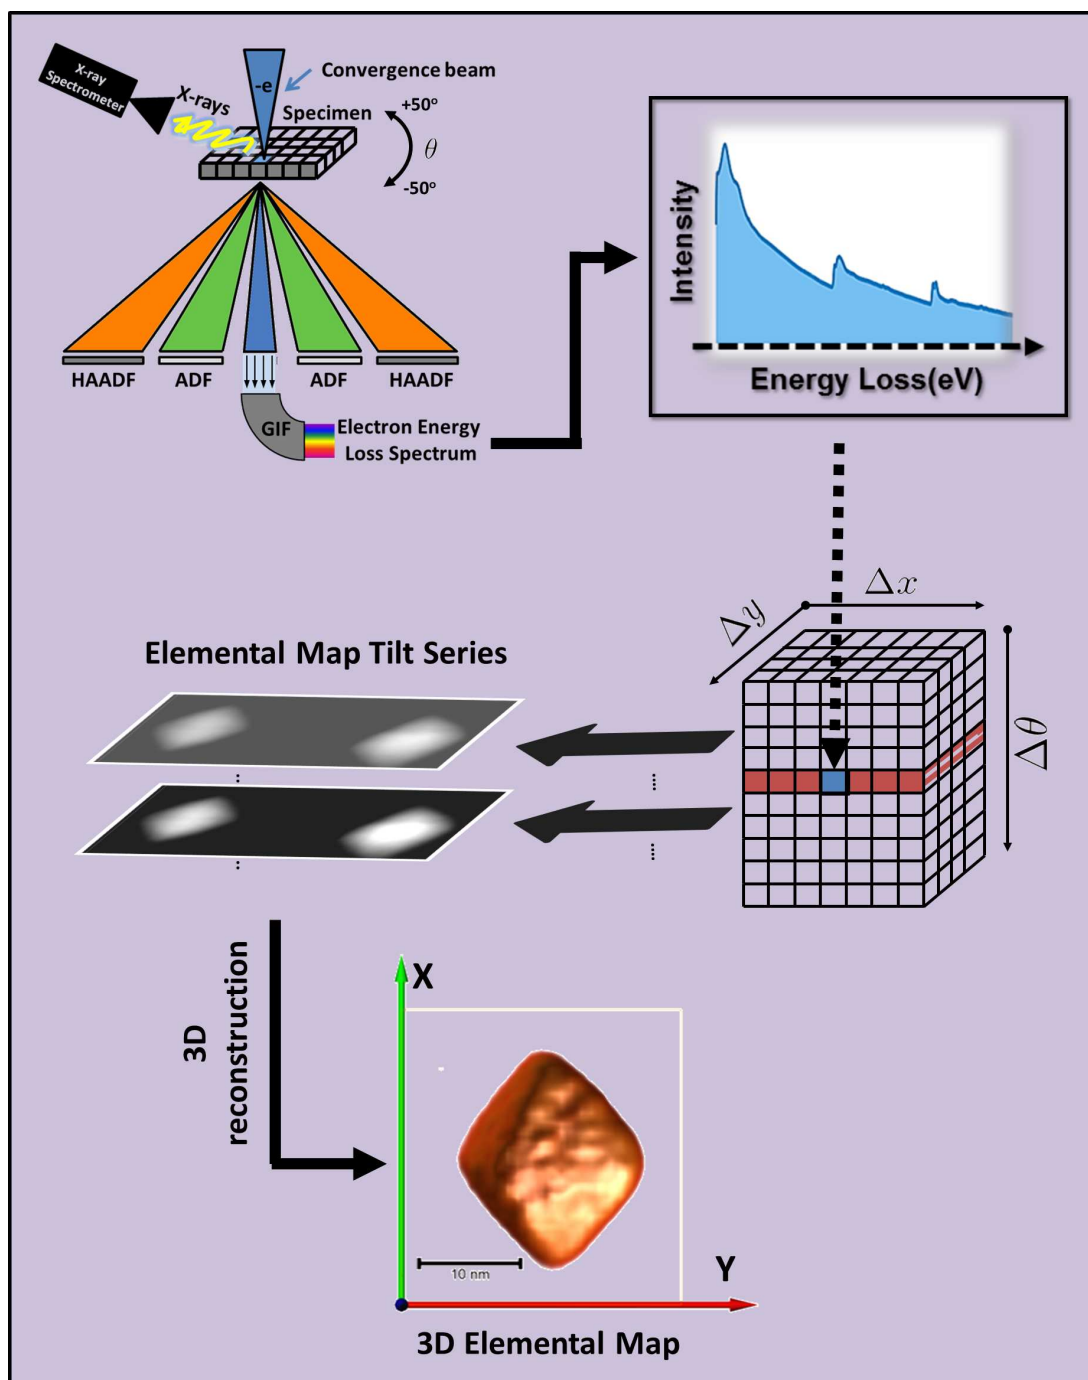 X-ray
Spectrometer
X-rays
-e
Convergence beam
Specimen
+50°
θ
-50°
HAADF
ADF
ADF
HAADF
GIF
Electron Energy
Loss Spectrum
Intensity
Energy Loss(eV)
Δx
Δy
Δθ
Elemental Map Tilt Series
3D
reconstruction
X
10 nm
Y
3D Elemental Map